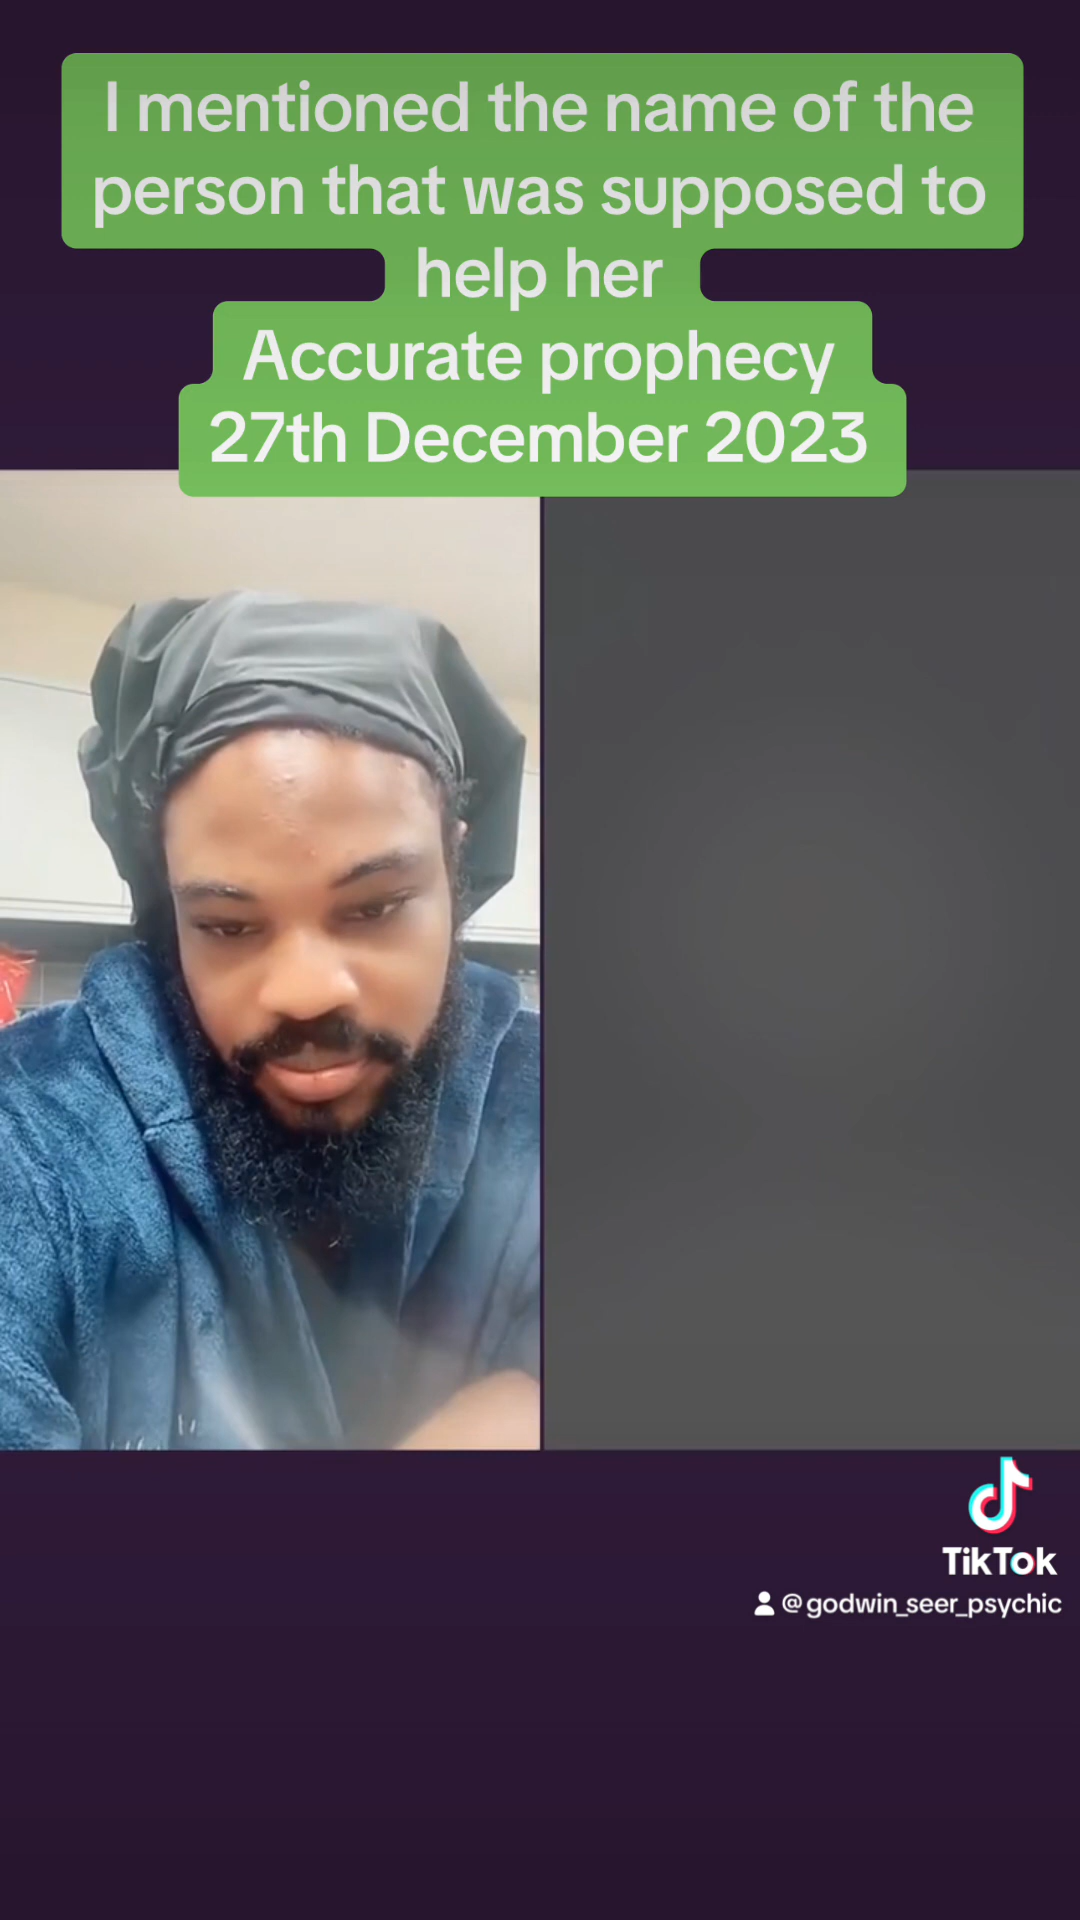 I mentioned the name of the
person that was supposed to
help her
Accurate prophecy
27th December 2023
TikTok
@godwin_seer_psychic